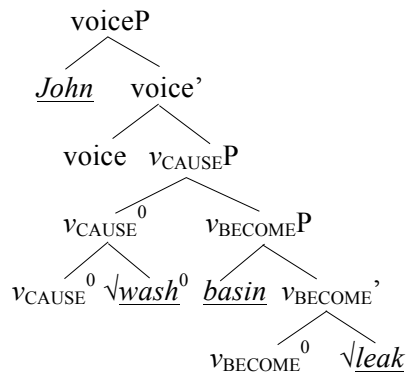 voiceP
John voice’
voice vCAUSEP
vCAUSE⁰ vBECOMEP
vCAUSE⁰ √wash⁰ basin vBECOME’
vBECOME⁰ √leak